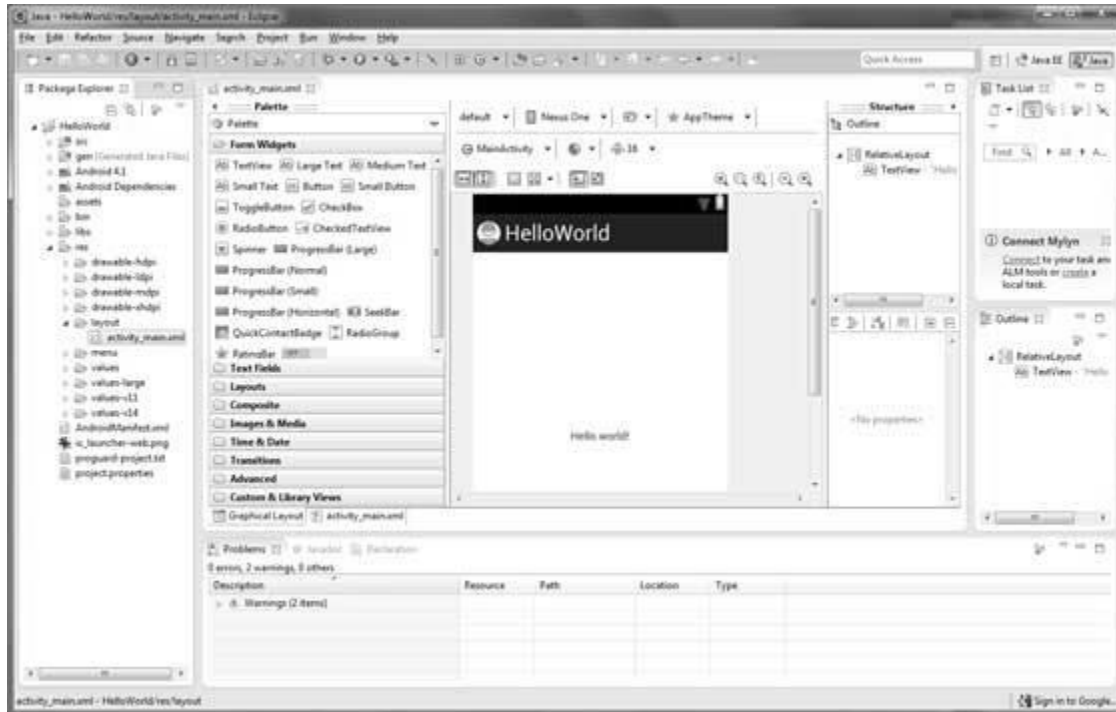 Java - HelloWorld/res/layout/activity_main.xml - Eclipse
File Edit Refactor Source Navigate Search Project Run Window Help
Quick Access
Java EE
Java
Package Explorer
HelloWorld
src
gen [Generated Java Files]
Android 4.1
Android Dependencies
assets
bin
libs
res
drawable-hdpi
drawable-ldpi
drawable-mdpi
drawable-xhdpi
layout
activity_main.xml
menu
values
values-large
values-v11
values-v14
AndroidManifest.xml
ic_launcher-web.png
proguard-project.txt
project.properties
activity_main.xml
Palette
Palette
Form Widgets
TextView Large Text Medium Text
Small Text Button Small Button
ToggleButton CheckBox
RadioButton CheckedTextView
Spinner ProgressBar (Large)
ProgressBar (Normal)
ProgressBar (Small)
ProgressBar (Horizontal) SeekBar
QuickContactBadge RadioGroup
RatingBar
Text Fields
Layouts
Composite
Images & Media
Time & Date
Transitions
Advanced
Custom & Library Views
Graphical Layout activity_main.xml
default Nexus One AppTheme
MainActivity 16
HelloWorld
Hello world!
Structure
Outline
RelativeLayout
Ab TextView - "Hello
<No properties>
Task List
Find All A...
Connect Mylyn
Connect to your task and
ALM tools or create a
local task.
Outline
RelativeLayout
Ab TextView - "Hello
Problems Javadoc Declaration
0 errors, 2 warnings, 0 others
Description Resource Path Location Type
Warnings (2 items)
activity_main.xml - HelloWorld/res/layout
Sign in to Google...